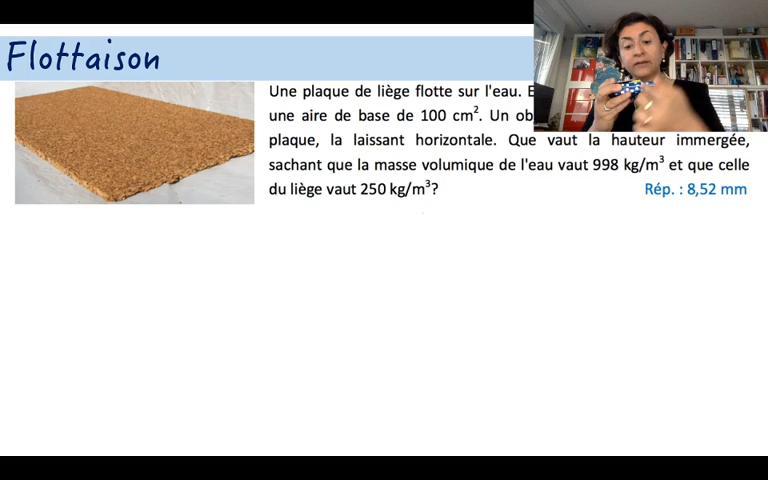 Flottaison
Une plaque de liège flotte sur l'eau.
une aire de base de 100 cm². Un
plaque, la laissant horizontale. Que vaut la hauteur immergée,
sachant que la masse volumique de l'eau vaut 998 kg/m³ et que celle
du liège vaut 250 kg/m³?
Rép. : 8,52 mm